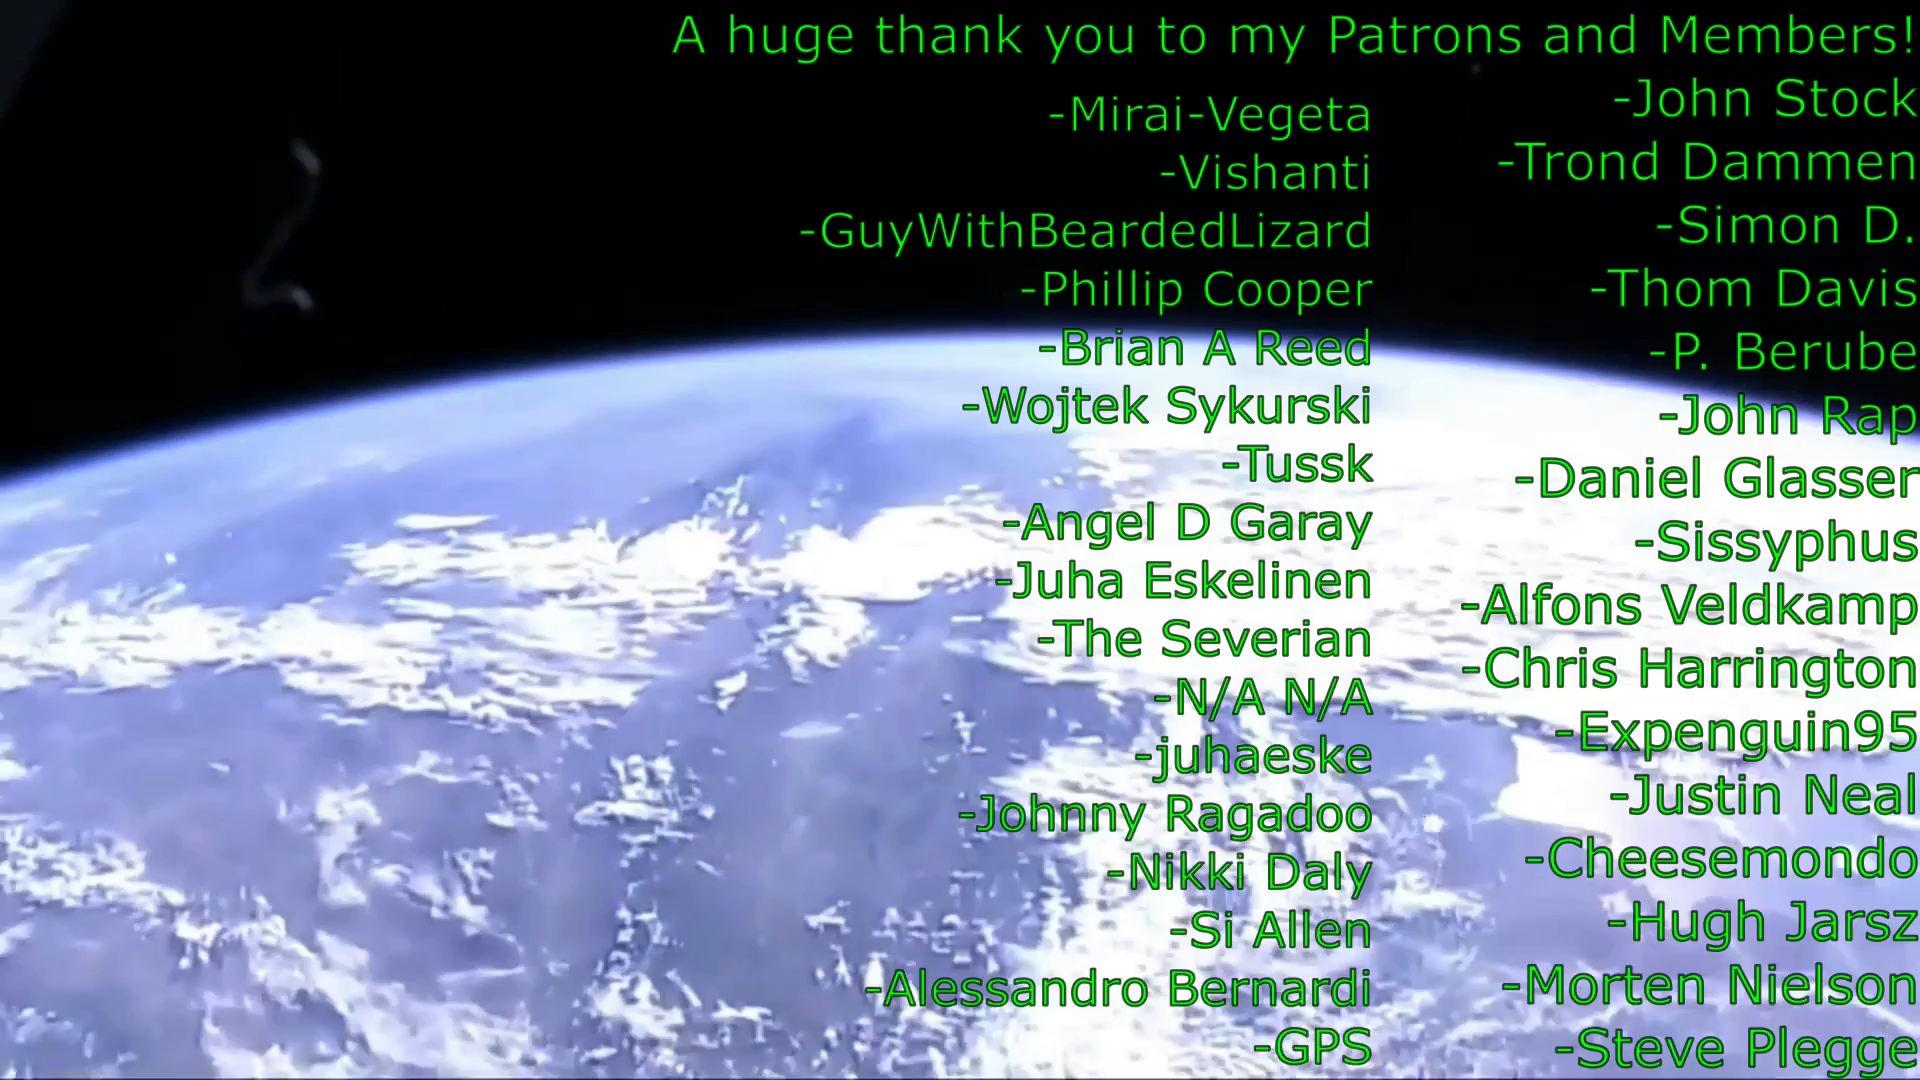 A huge thank you to my Patrons and Members!
-Mirai-Vegeta
-Vishanti
-GuyWithBeardedLizard
-Phillip Cooper
-Brian A Reed
-Wojtek Sykurski
-Tussk
-Angel D Garay
-Juha Eskelinen
-The Severian
-N/A N/A
-juhaeske
-Johnny Ragadoo
-Nikki Daly
-Si Allen
-Alessandro Bernardi
-GPS
-John Stock
-Trond Dammen
-Simon D.
-Thom Davis
-P. Berube
-John Rap
-Daniel Glasser
-Sissyphus
-Alfons Veldkamp
-Chris Harrington
-Expenguin95
-Justin Neal
-Cheesemondo
-Hugh Jarsz
-Morten Nielson
-Steve Plegge